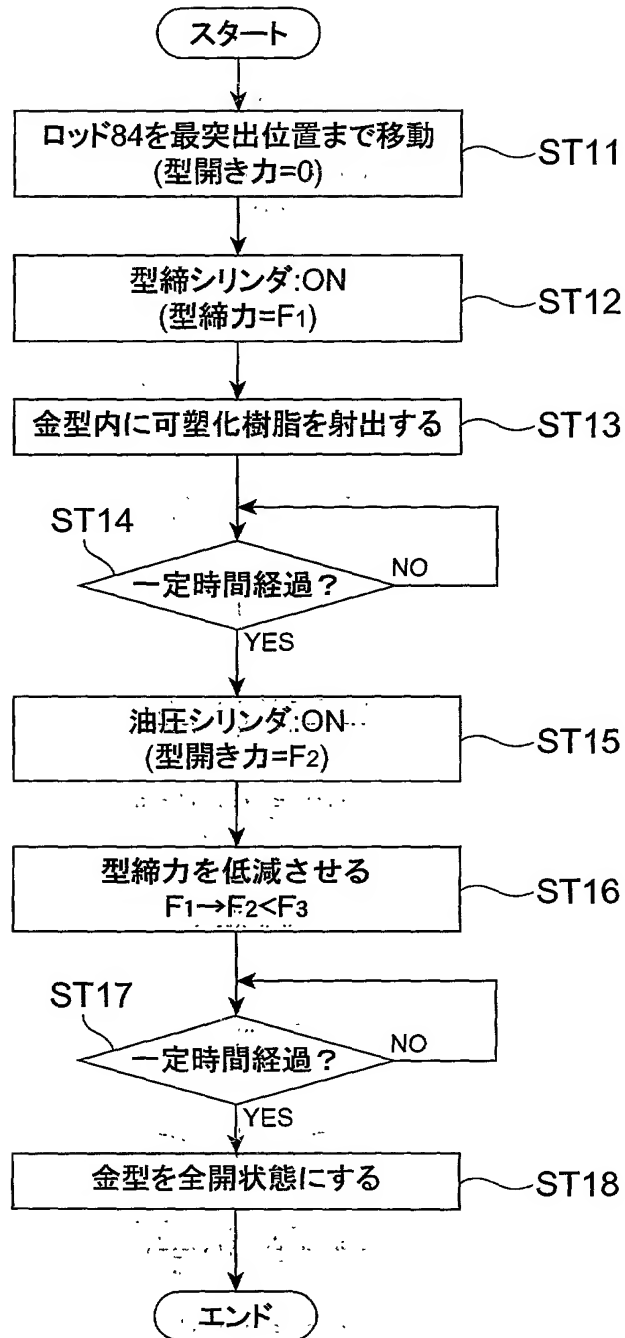 スタート
ロッド84を最突出位置まで移動
(型開き力=0)
ST11
型締シリンダ:ON
(型締力=F1)
ST12
金型内に可塑化樹脂を射出する
ST13
ST14
一定時間経過?
NO
YES
油圧シリンダ:ON
(型開き力=F2)
ST15
型締力を低減させる
F1→F2<F3
ST16
ST17
一定時間経過?
NO
YES
金型を全開状態にする
ST18
エンド